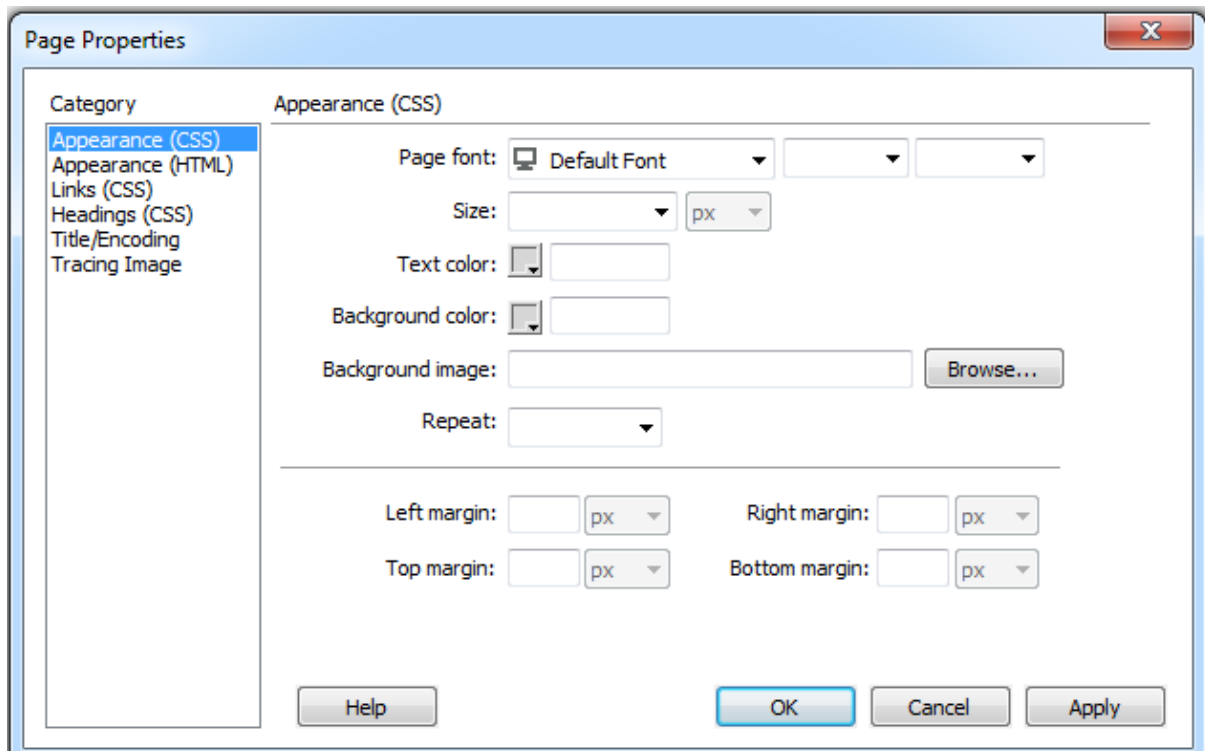 Page Properties
X
Category
Appearance (CSS)
Appearance (CSS)
Appearance (HTML)
Links (CSS)
Headings (CSS)
Title/Encoding
Tracing Image
Page font: Default Font
Size: px
Text color:
Background color:
Background image: Browse...
Repeat:
Left margin: px Right margin: px
Top margin: px Bottom margin: px
Help OK Cancel Apply